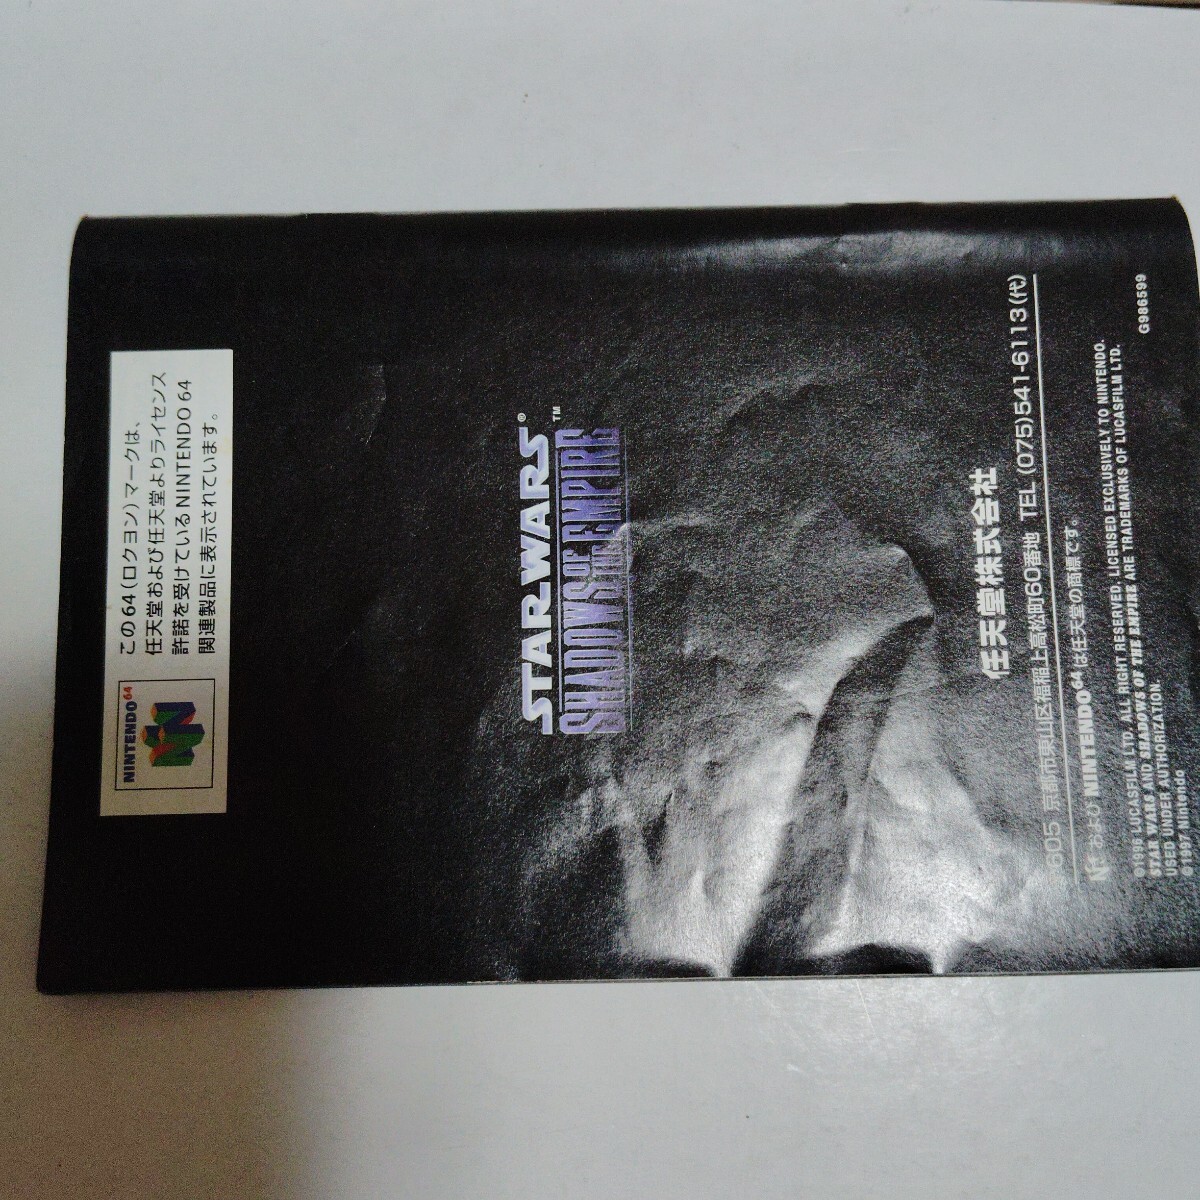 NINTENDO64
この64(ロクヨン)マークは、
任天堂および任天堂よりライセンス
許諾を受けているNINTENDO 64
関連製品に表示されています。
STAR WARS®
SHADOWS OF THE EMPIRE™
任天堂株式会社
605 京都市東山区福稲上高松町60番地 TEL (075)541-6113(代)
および NINTENDO64は任天堂の商標です。
©1996 LUCASFILM LTD. ALL RIGHT RESERVED. LICENSED EXCLUSIVELY TO NINTENDO.
STAR WARS AND SHADOWS OF THE EMPIRE ARE TRADEMARKS OF LUCASFILM LTD.
USED UNDER AUTHORIZATION.
©1997 Nintendo
G986599